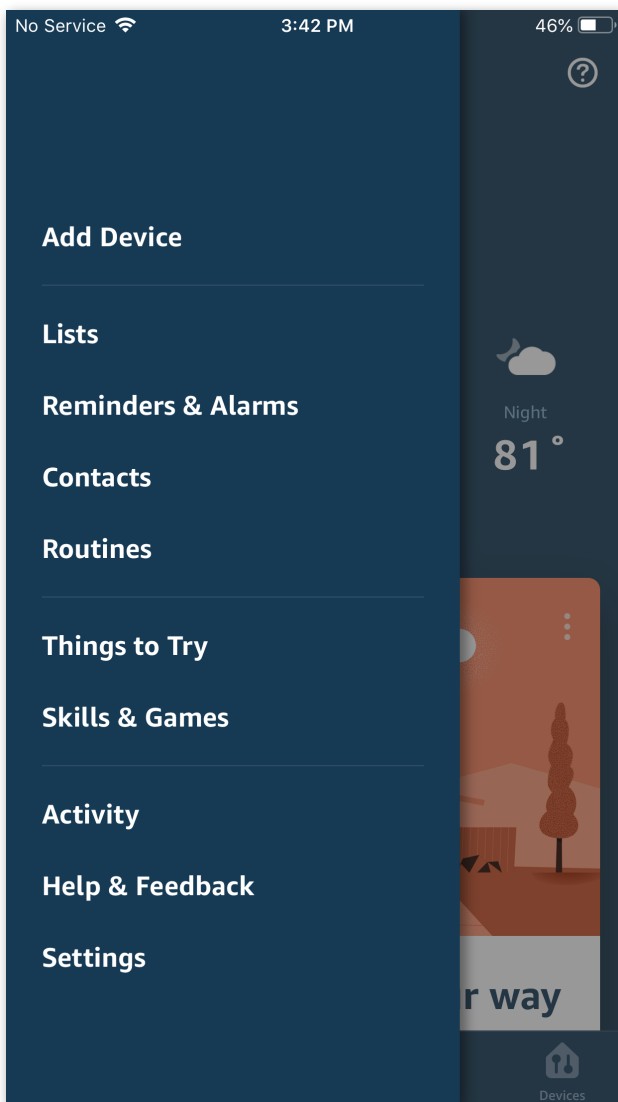 No Service 3:42 PM 46%
Add Device
Lists
Reminders & Alarms
Contacts
Routines
Things to Try
Skills & Games
Activity
Help & Feedback
Settings
Night
81°
r way
Devices